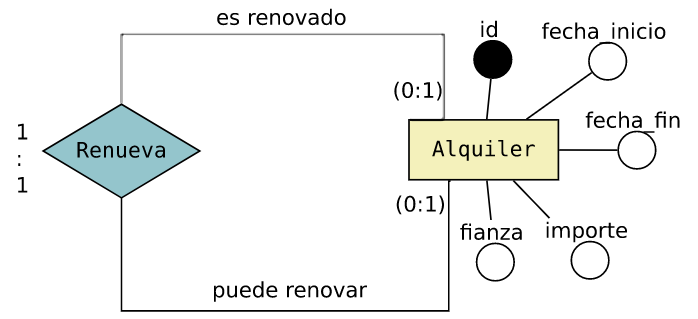 es renovado
id
fecha_inicio
(0:1)
fecha_fin
1
:
1
Renueva
Alquiler
(0:1)
fianza
importe
puede renovar